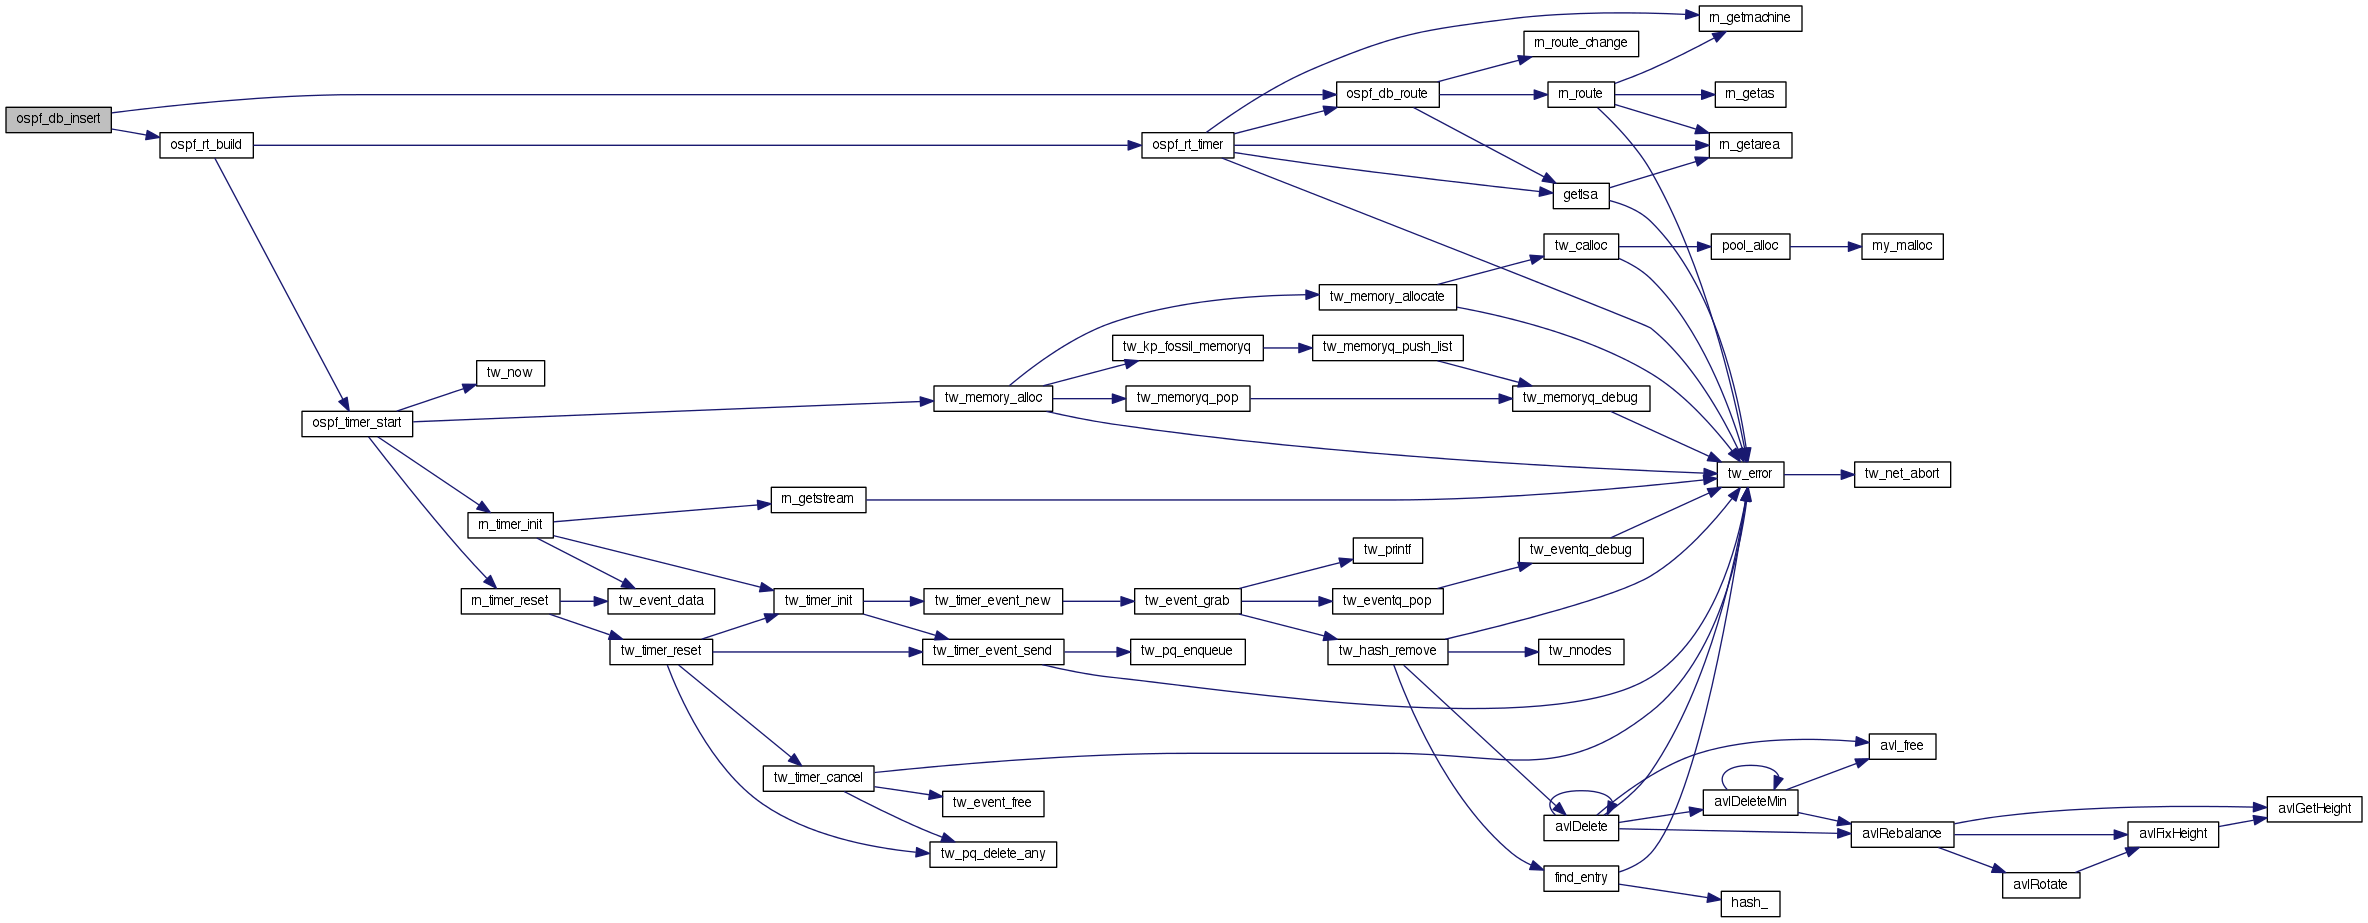 ospf_db_insert
ospf_rt_build
ospf_timer_start
tw_now
rn_timer_init
rn_timer_reset
tw_event_data
tw_timer_reset
rn_getstream
tw_timer_init
tw_timer_cancel
tw_memory_alloc
tw_timer_event_new
tw_timer_event_send
tw_event_free
tw_pq_delete_any
ospf_rt_timer
tw_kp_fossil_memoryq
tw_memoryq_pop
tw_event_grab
tw_pq_enqueue
ospf_db_route
tw_memory_allocate
tw_memoryq_push_list
tw_printf
tw_eventq_pop
tw_hash_remove
rn_route_change
rn_route
getlsa
tw_calloc
tw_memoryq_debug
tw_eventq_debug
tw_nnodes
avlDelete
find_entry
rn_getmachine
rn_getas
rn_getarea
pool_alloc
tw_error
avlDeleteMin
hash_
my_malloc
tw_net_abort
avl_free
avlRebalance
avlRotate
avlFixHeight
avlGetHeight